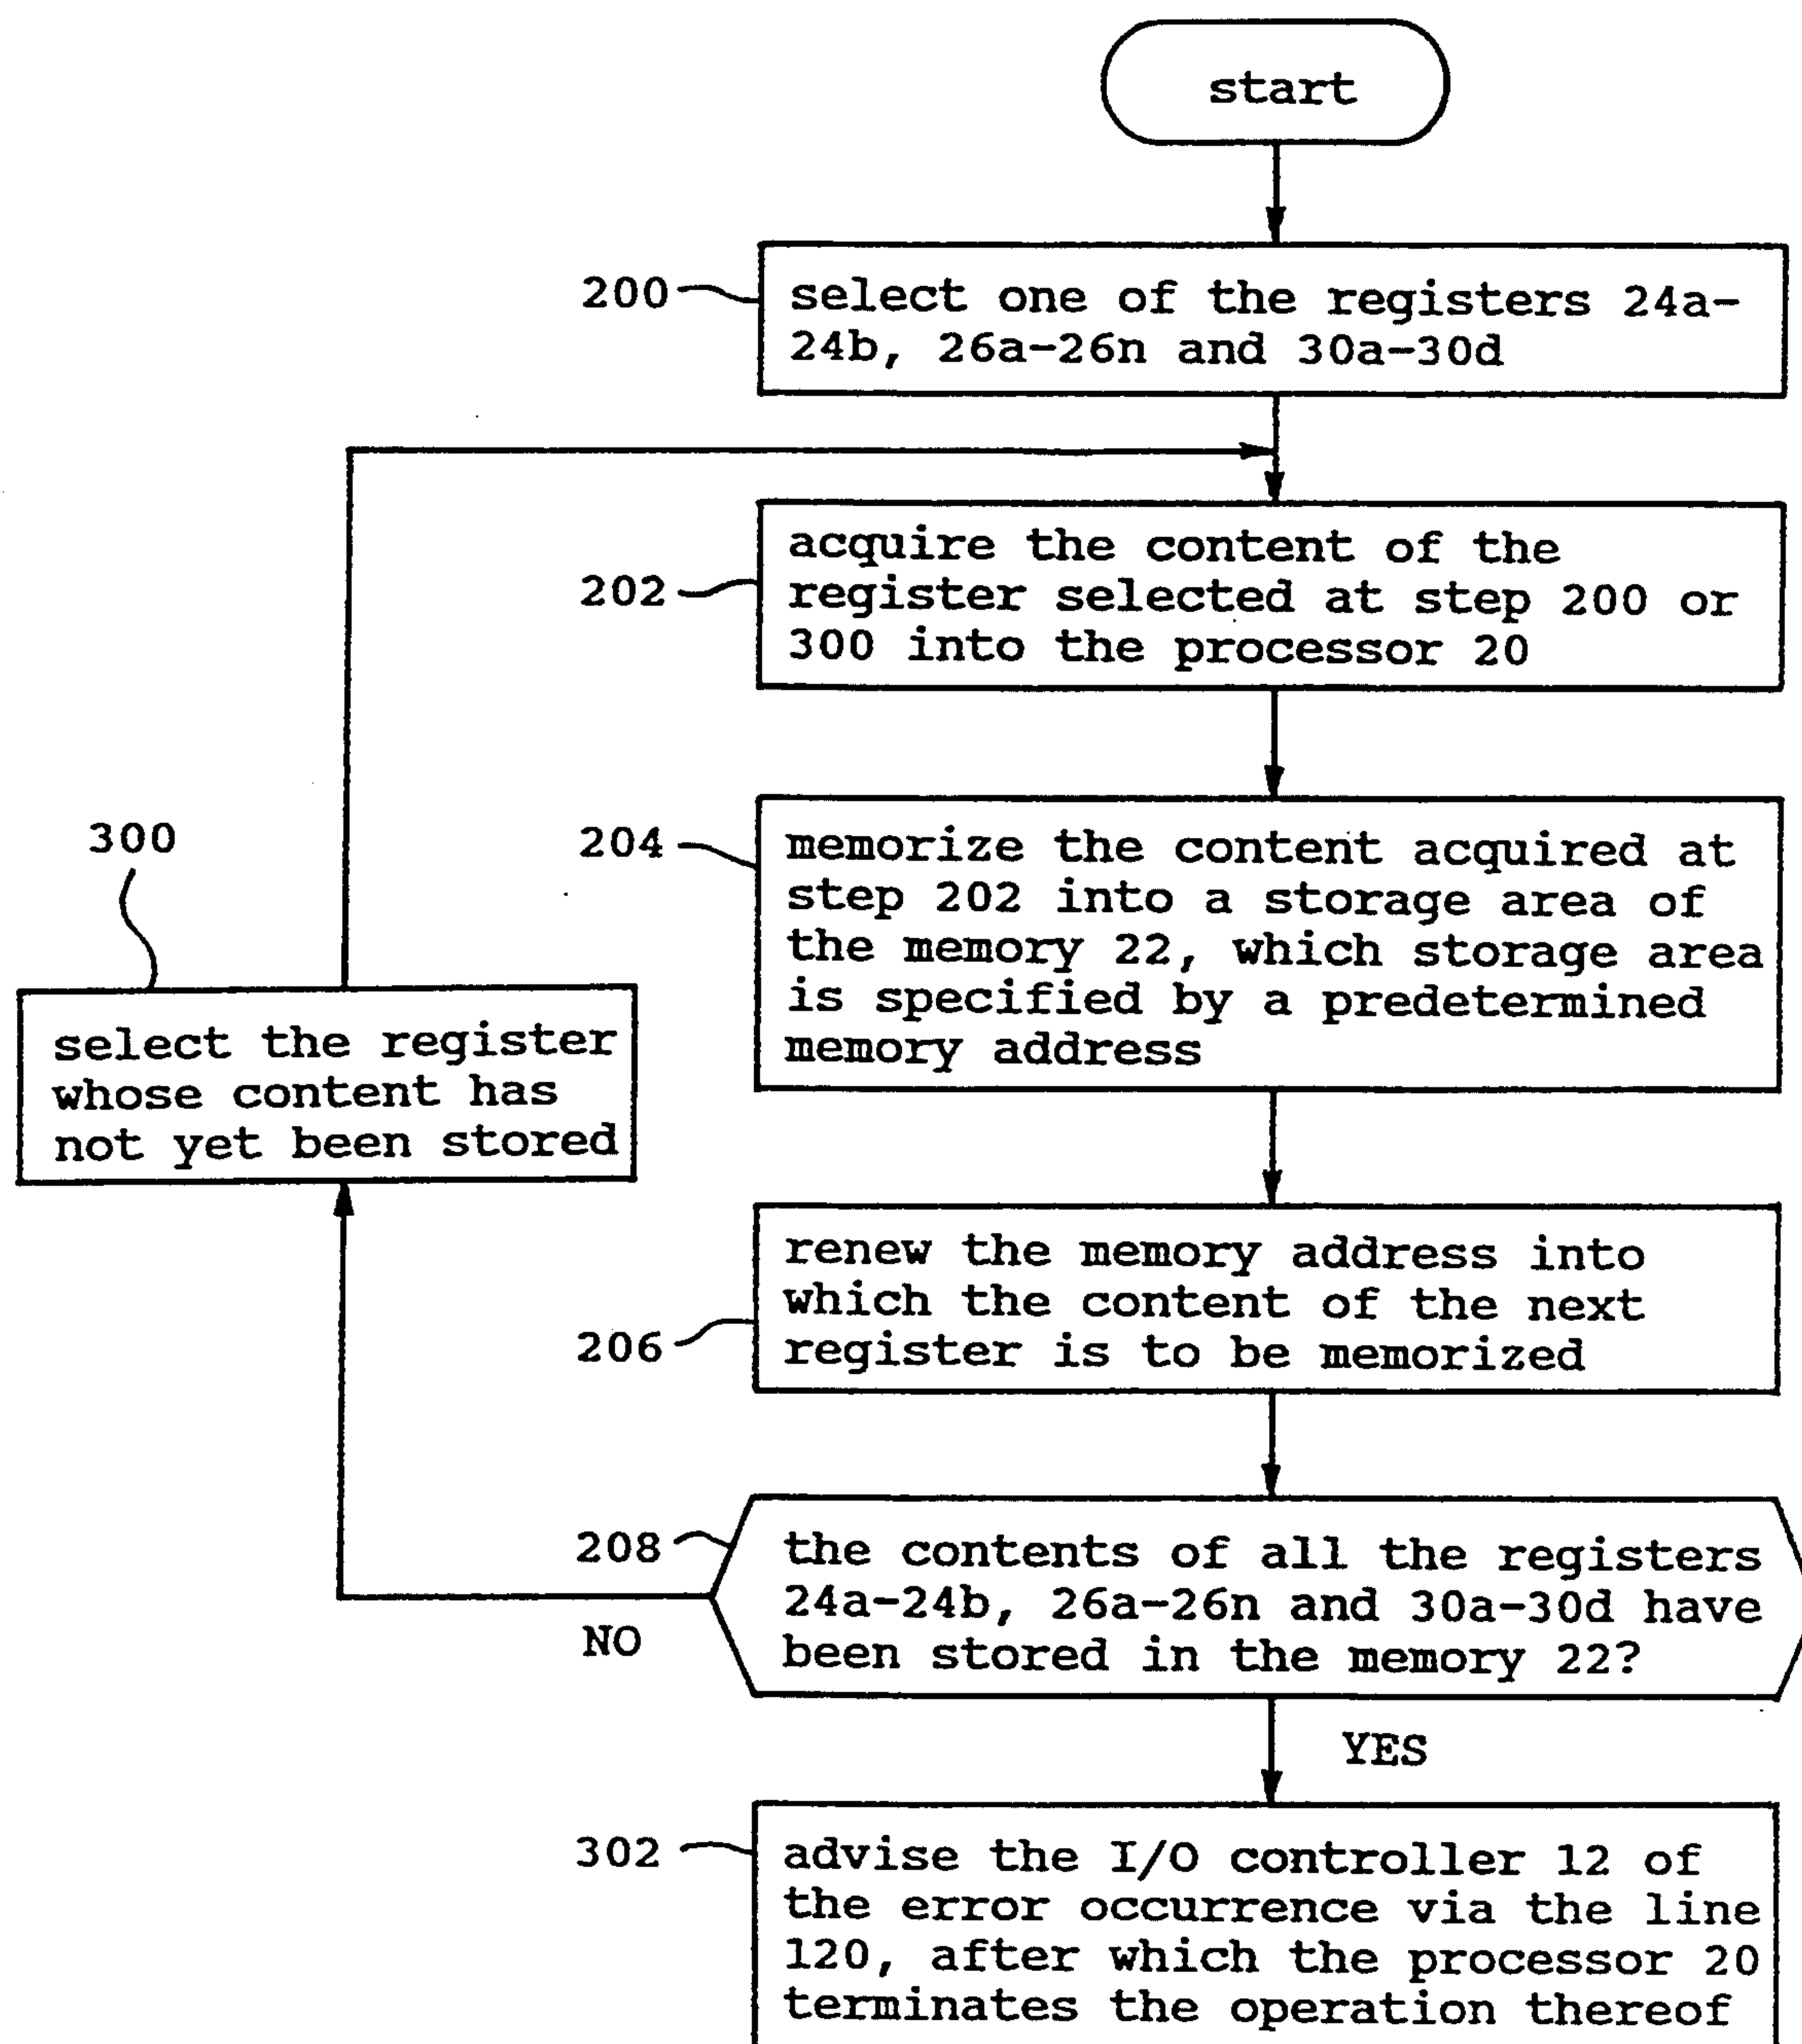 start
200
select one of the registers 24a-
24b, 26a-26n and 30a-30d
202
acquire the content of the
register selected at step 200 or
300 into the processor 20
204
memorize the content acquired at
step 202 into a storage area of
the memory 22, which storage area
is specified by a predetermined
memory address
300
select the register
whose content has
not yet been stored
206
renew the memory address into
which the content of the next
register is to be memorized
208
the contents of all the registers
24a-24b, 26a-26n and 30a-30d have
been stored in the memory 22?
NO
YES
302
advise the I/O controller 12 of
the error occurrence via the line
120, after which the processor 20
terminates the operation thereof